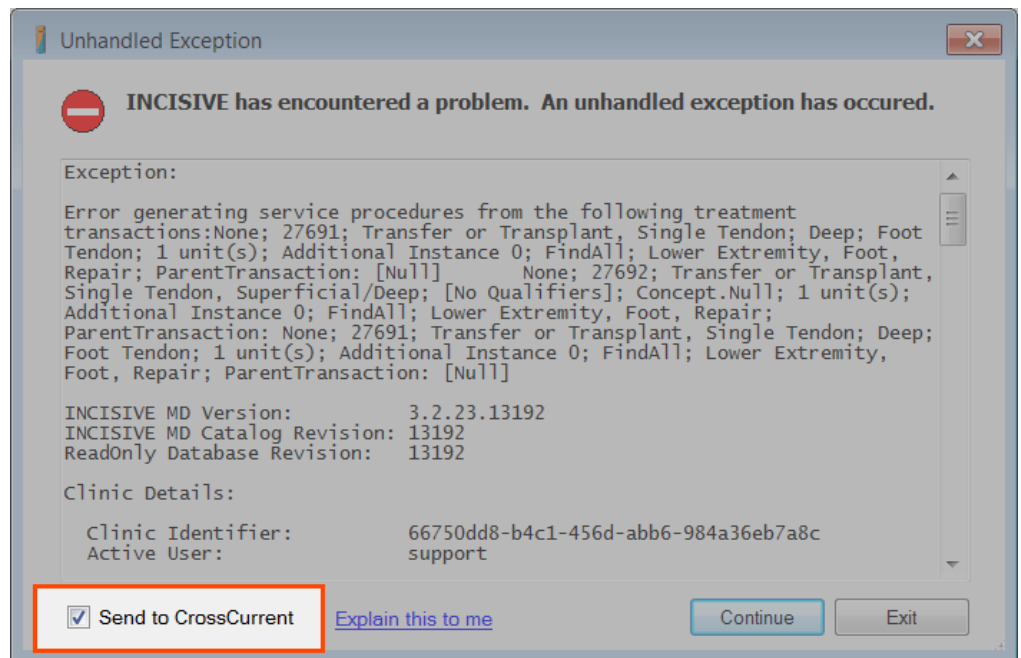 Unhandled Exception
INCISIVE has encountered a problem.  An unhandled exception has occured.
Exception:
Error generating service procedures from the following treatment
transactions:None; 27691; Transfer or Transplant, Single Tendon; Deep; Foot
Tendon; 1 unit(s); Additional Instance 0; FindAll; Lower Extremity, Foot,
Repair; ParentTransaction: [Null]      None; 27692; Transfer or Transplant,
Single Tendon, Superficial/Deep; [No Qualifiers]; Concept.Null; 1 unit(s);
Additional Instance 0; FindAll; Lower Extremity, Foot, Repair;
ParentTransaction: None; 27691; Transfer or Transplant, Single Tendon; Deep;
Foot Tendon; 1 unit(s); Additional Instance 0; FindAll; Lower Extremity,
Foot, Repair; ParentTransaction: [Null]
INCISIVE MD Version:          3.2.23.13192
INCISIVE MD Catalog Revision: 13192
ReadOnly Database Revision:   13192
Clinic Details:
Clinic Identifier:          66750dd8-b4c1-456d-abb6-984a36eb7a8c
Active User:                support
Send to CrossCurrent Explain this to me Continue Exit